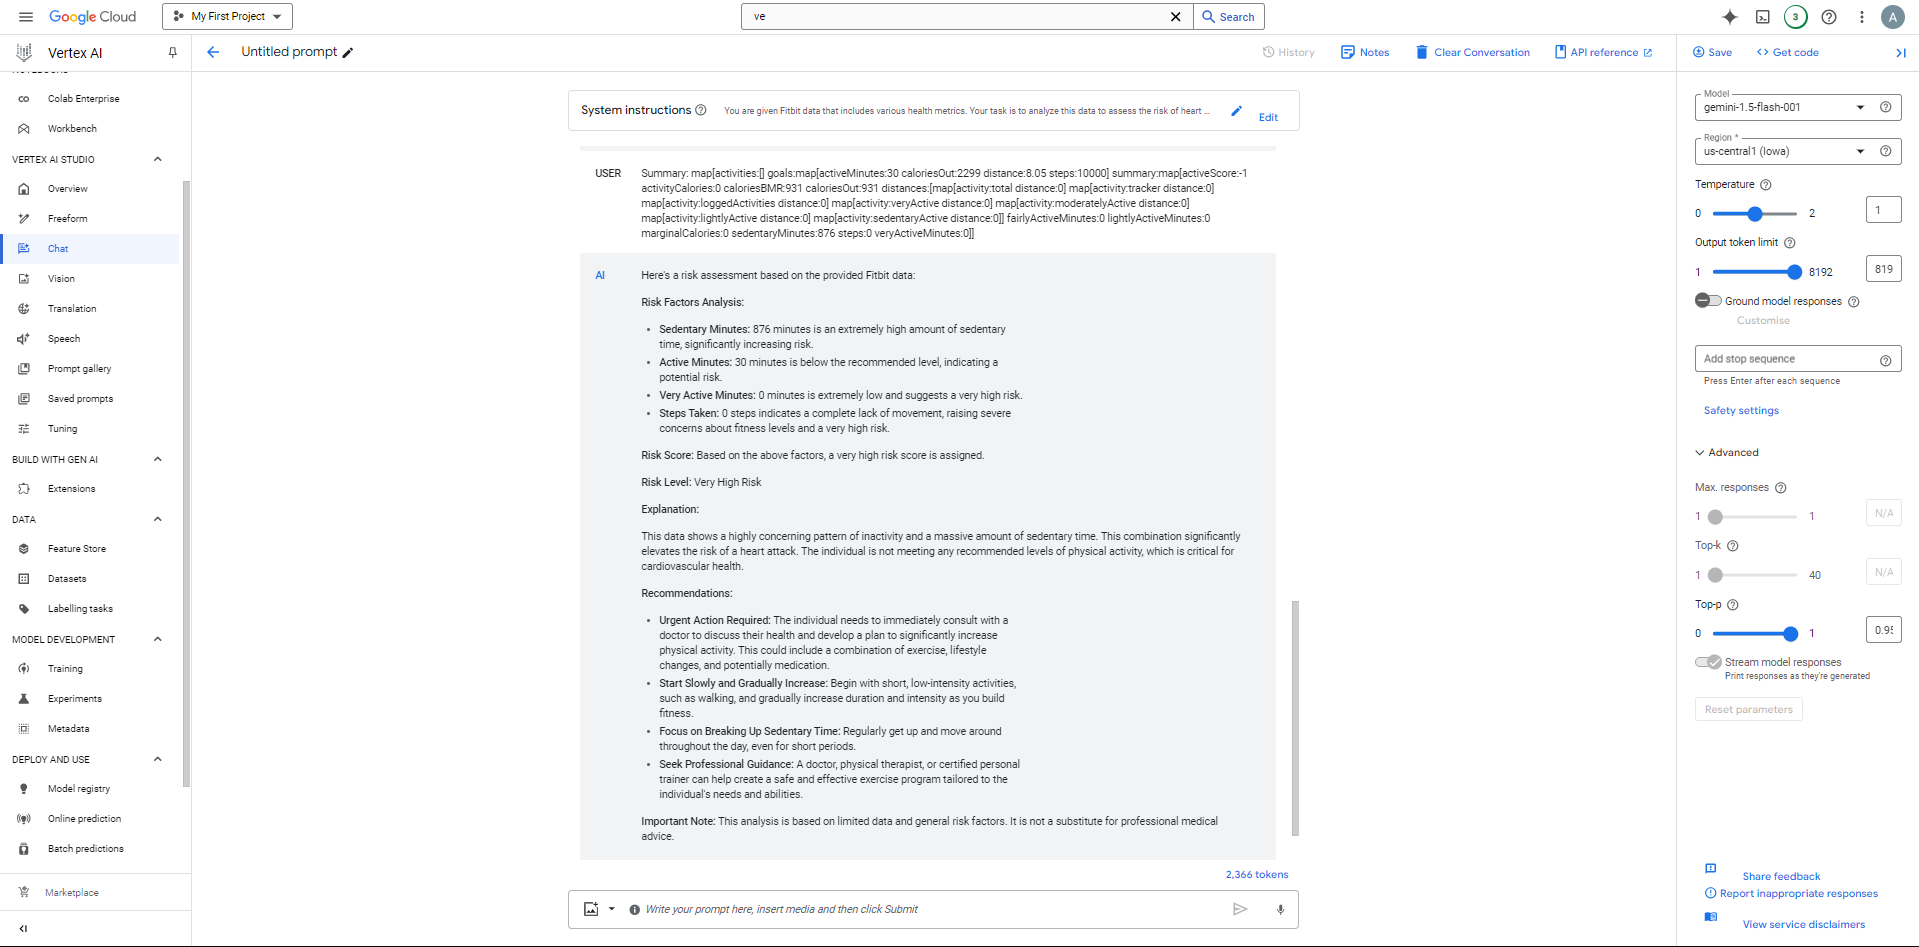 Google Cloud
My First Project
ve
Search
3
A
Vertex AI
Untitled prompt
History
Notes
Clear Conversation
API reference
Save
Get code
Colab Enterprise
Workbench
VERTEX AI STUDIO
Overview
Freeform
Chat
Vision
Translation
Speech
Prompt gallery
Saved prompts
Tuning
BUILD WITH GEN AI
Extensions
DATA
Feature Store
Datasets
Labelling tasks
MODEL DEVELOPMENT
Training
Experiments
Metadata
DEPLOY AND USE
Model registry
Online prediction
Batch predictions
Marketplace
System instructions
You are given Fitbit data that includes various health metrics. Your task is to analyze this data to assess the risk of heart ...
Edit
USER
Summary: map[activities:[] goals:map[activeMinutes:30 caloriesOut:2299 distance:8.05 steps:10000] summary:map[activeScore:-1
activityCalories:0 caloriesBMR:931 caloriesOut:931 distances:[map[activity:total distance:0] map[activity:tracker distance:0]
map[activity:loggedActivities distance:0] map[activity:veryActive distance:0] map[activity:moderatelyActive distance:0]
map[activity:lightlyActive distance:0] map[activity:sedentaryActive distance:0]] fairlyActiveMinutes:0 lightlyActiveMinutes:0
marginalCalories:0 sedentaryMinutes:876 steps:0 veryActiveMinutes:0]]
AI
Here's a risk assessment based on the provided Fitbit data:
Risk Factors Analysis:
• Sedentary Minutes: 876 minutes is an extremely high amount of sedentary
time, significantly increasing risk.
• Active Minutes: 30 minutes is below the recommended level, indicating a
potential risk.
• Very Active Minutes: 0 minutes is extremely low and suggests a very high risk.
• Steps Taken: 0 steps indicates a complete lack of movement, raising severe
concerns about fitness levels and a very high risk.
Risk Score: Based on the above factors, a very high risk score is assigned.
Risk Level: Very High Risk
Explanation:
This data shows a highly concerning pattern of inactivity and a massive amount of sedentary time. This combination significantly
elevates the risk of a heart attack. The individual is not meeting any recommended levels of physical activity, which is critical for
cardiovascular health.
Recommendations:
• Urgent Action Required: The individual needs to immediately consult with a
doctor to discuss their health and develop a plan to significantly increase
physical activity. This could include a combination of exercise, lifestyle
changes, and potentially medication.
• Start Slowly and Gradually Increase: Begin with short, low-intensity activities,
such as walking, and gradually increase duration and intensity as you build
fitness.
• Focus on Breaking Up Sedentary Time: Regularly get up and move around
throughout the day, even for short periods.
• Seek Professional Guidance: A doctor, physical therapist, or certified personal
trainer can help create a safe and effective exercise program tailored to the
individual's needs and abilities.
Important Note: This analysis is based on limited data and general risk factors. It is not a substitute for professional medical
advice.
2,366 tokens
Write your prompt here, insert media and then click Submit
Model
gemini-1.5-flash-001
Region *
us-central1 (Iowa)
Temperature
0 2 1
Output token limit
1 8192 819
Ground model responses
Customise
Add stop sequence
Press Enter after each sequence
Safety settings
Advanced
Max. responses
1 1 N/A
Top-k
1 40 N/A
Top-p
0 1 0.95
Stream model responses
Print responses as they're generated
Reset parameters
Share feedback
Report inappropriate responses
View service disclaimers